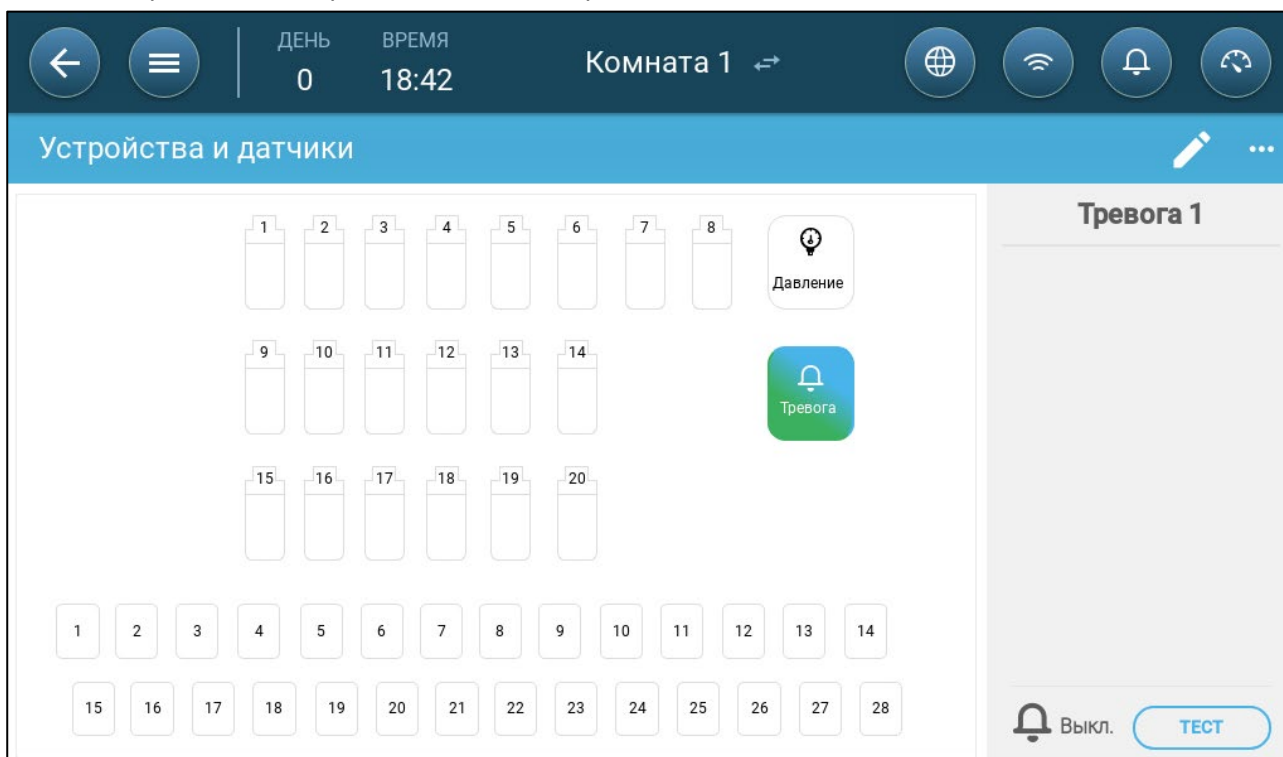 ДЕНЬ ВРЕМЯ
0 18:42 Комната 1
Устройства и датчики
Тревога 1
1 2 3 4 5 6 7 8
Давление
9 10 11 12 13 14
Тревога
15 16 17 18 19 20
1 2 3 4 5 6 7 8 9 10 11 12 13 14
15 16 17 18 19 20 21 22 23 24 25 26 27 28
Выкл. ТЕСТ